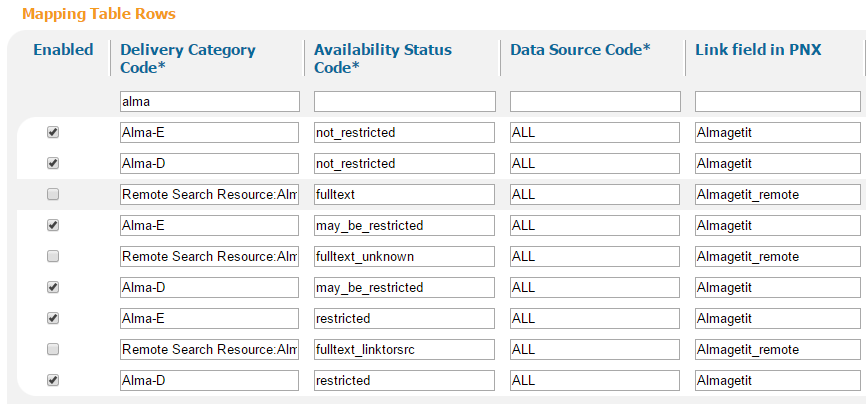 Mapping Table Rows
Enabled Delivery Category Code* Availability Status Code* Data Source Code* Link field in PNX
alma
Alma-E not_restricted ALL Almagetit
Alma-D not_restricted ALL Almagetit
Remote Search Resource:Alm fulltext ALL Almagetit_remote
Alma-E may_be_restricted ALL Almagetit
Remote Search Resource:Alm fulltext_unknown ALL Almagetit_remote
Alma-D may_be_restricted ALL Almagetit
Alma-E restricted ALL Almagetit
Remote Search Resource:Alm fulltext_linktorsrc ALL Almagetit_remote
Alma-D restricted ALL Almagetit